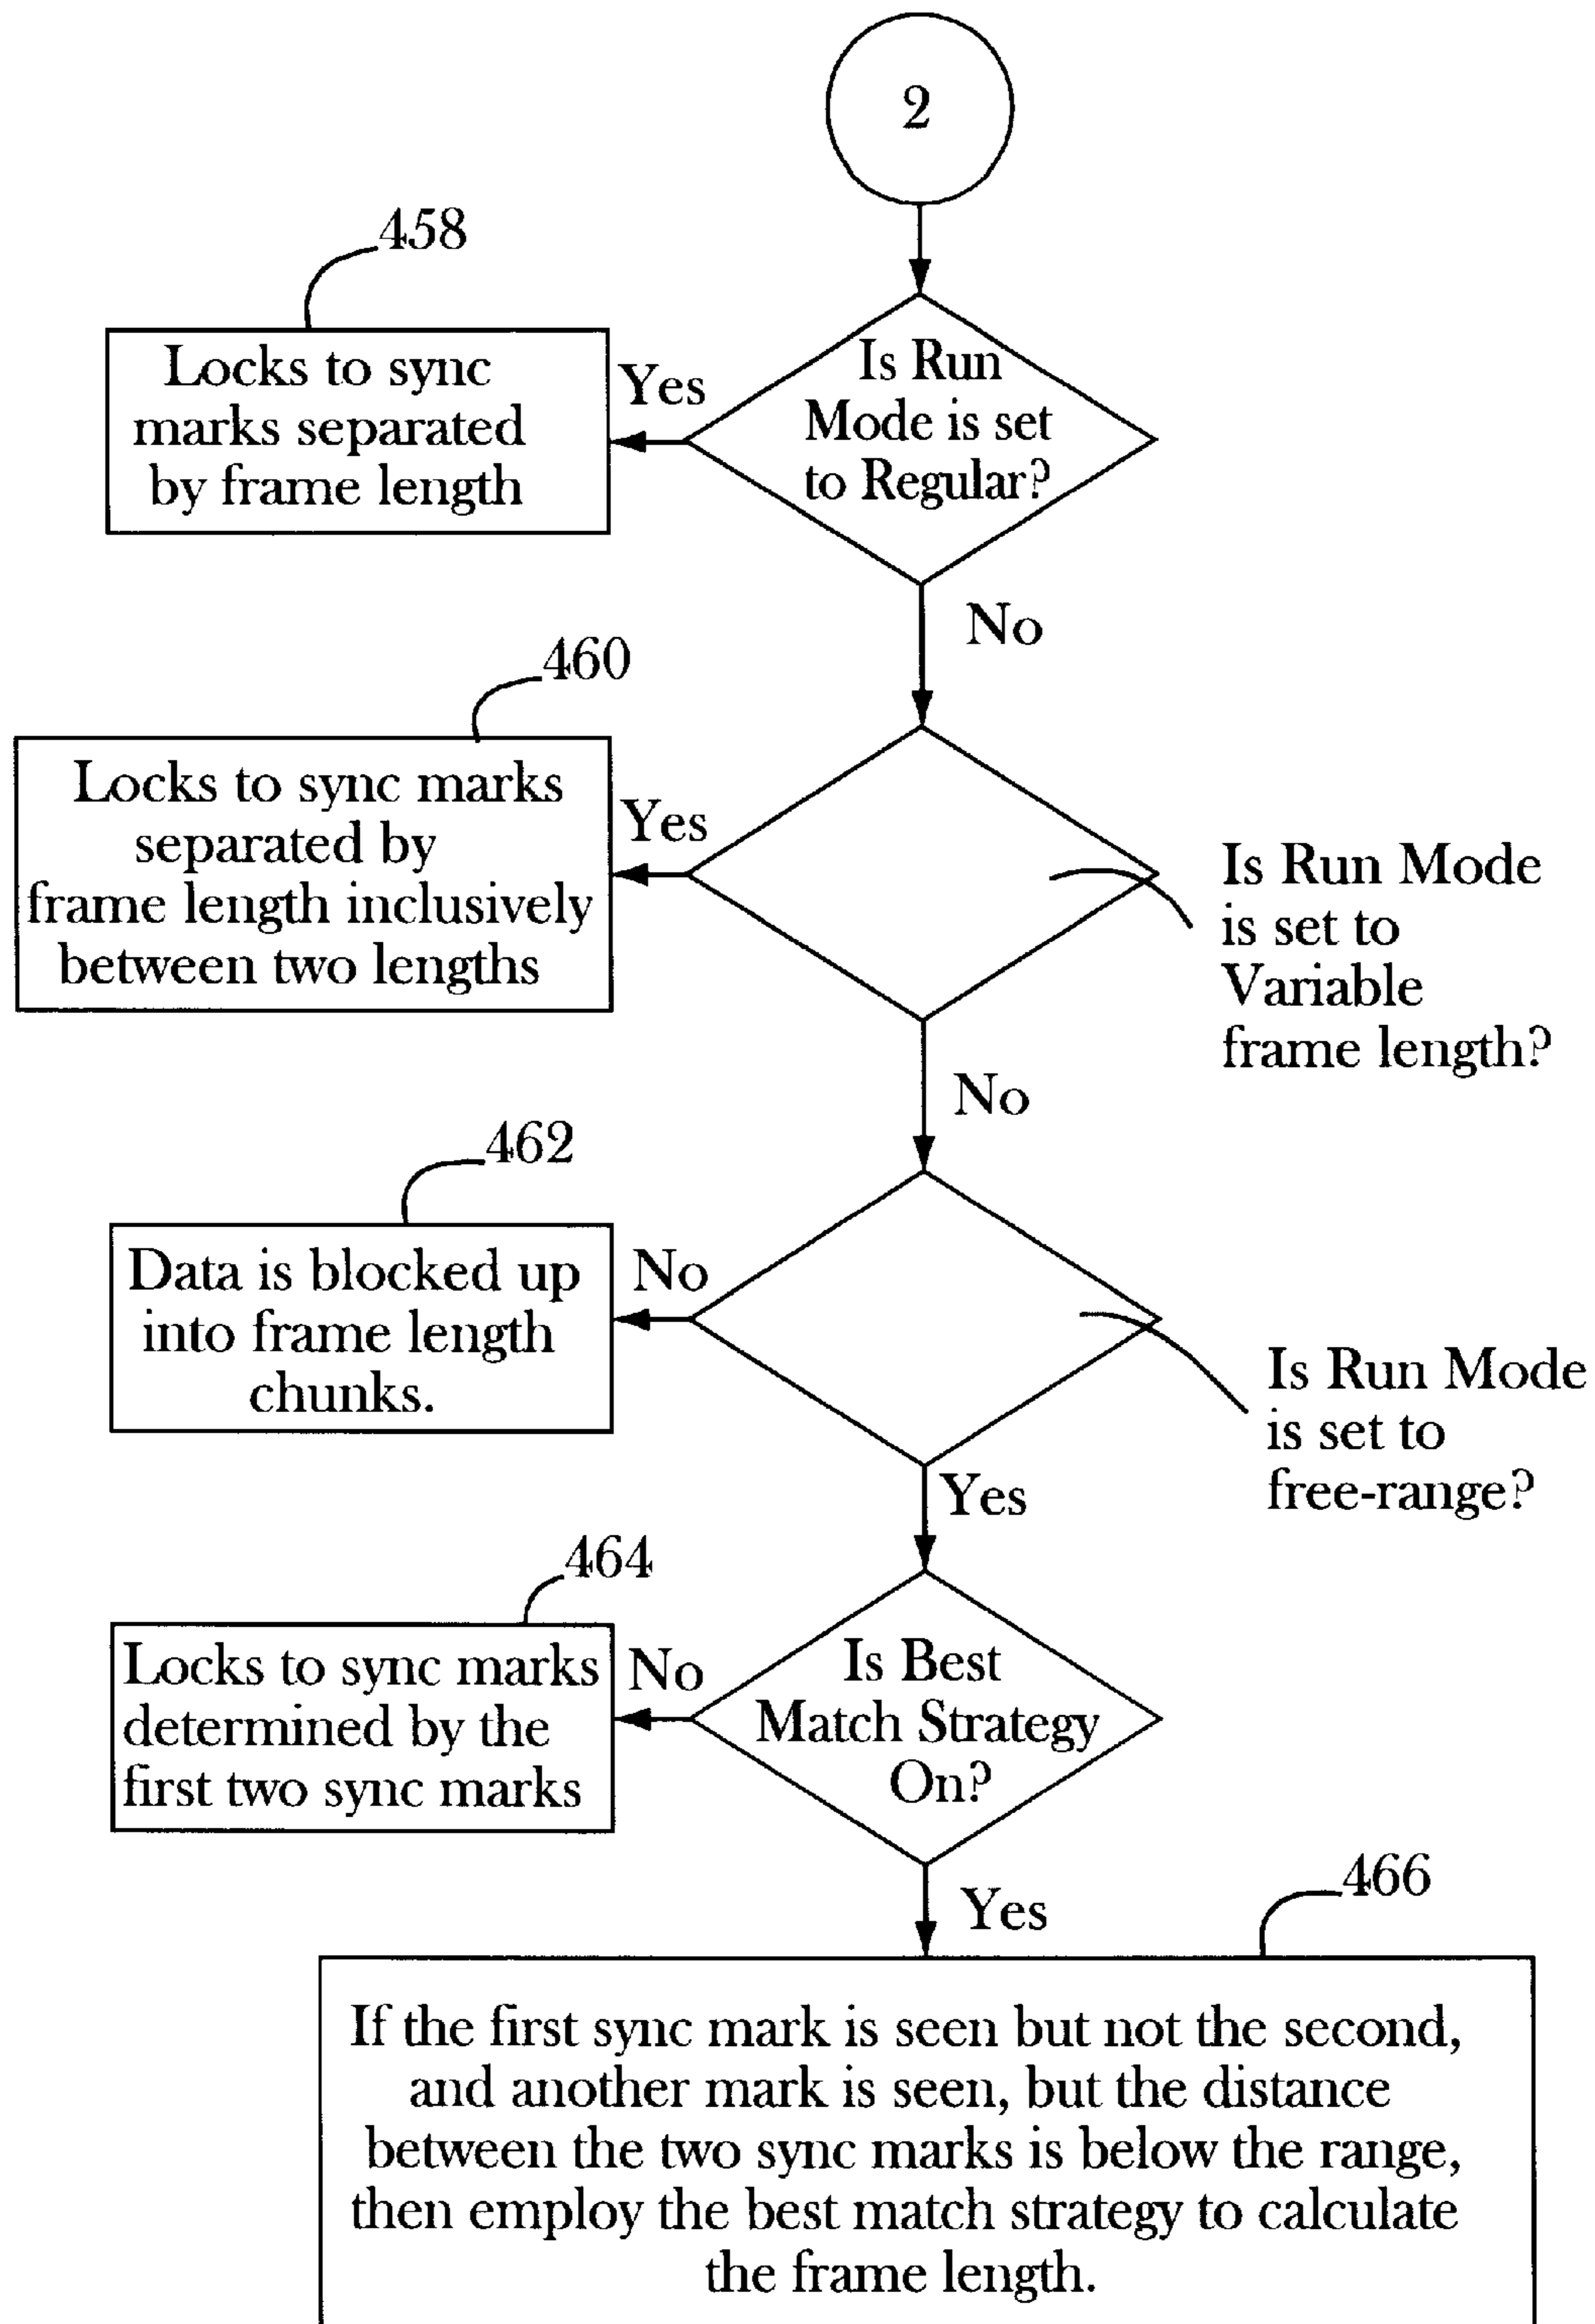 2
458
Locks to sync
marks separated
by frame length
Yes
Is Run
Mode is set
to Regular?
No
460
Locks to sync marks
separated by
frame length inclusively
between two lengths
Yes
Is Run Mode
is set to
Variable
frame length?
No
462
Data is blocked up
into frame length
chunks.
No
Is Run Mode
is set to
free-range?
Yes
464
Locks to sync marks
determined by the
first two sync marks
No
Is Best
Match Strategy
On?
Yes
466
If the first sync mark is seen but not the second,
and another mark is seen, but the distance
between the two sync marks is below the range,
then employ the best match strategy to calculate
the frame length.